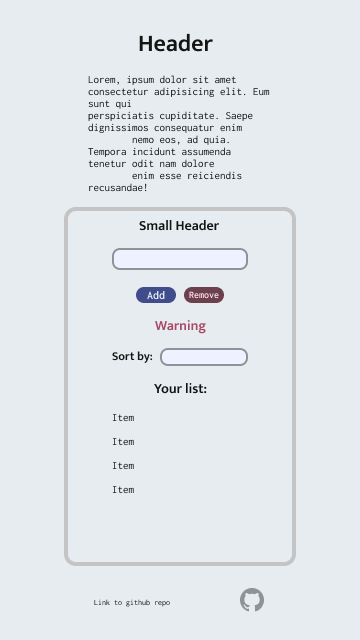 Header
Lorem, ipsum dolor sit amet
consectetur adipisicing elit. Eum
sunt qui
perspiciatis cupiditate. Saepe
dignissimos consequatur enim
nemo eos, ad quia.
Tempora incidunt assumenda
tenetur odit nam dolore
enim esse reiciendis
recusandae!
Small Header
Add Remove
Warning
Sort by:
Your list:
Item
Item
Item
Item
Link to github repo